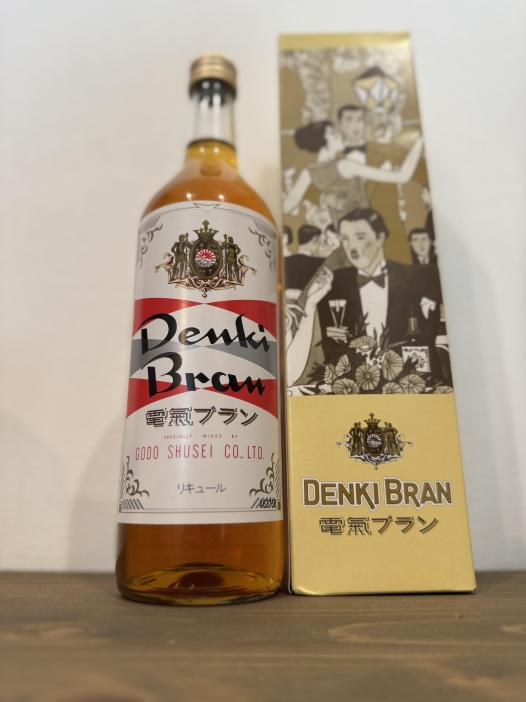 Denki
Bran
電氣ブラン
SPECIALLY MIXED BY
GODO SHUSEI CO., LTD.
リキュール
DENKI BRAN
電氣ブラン